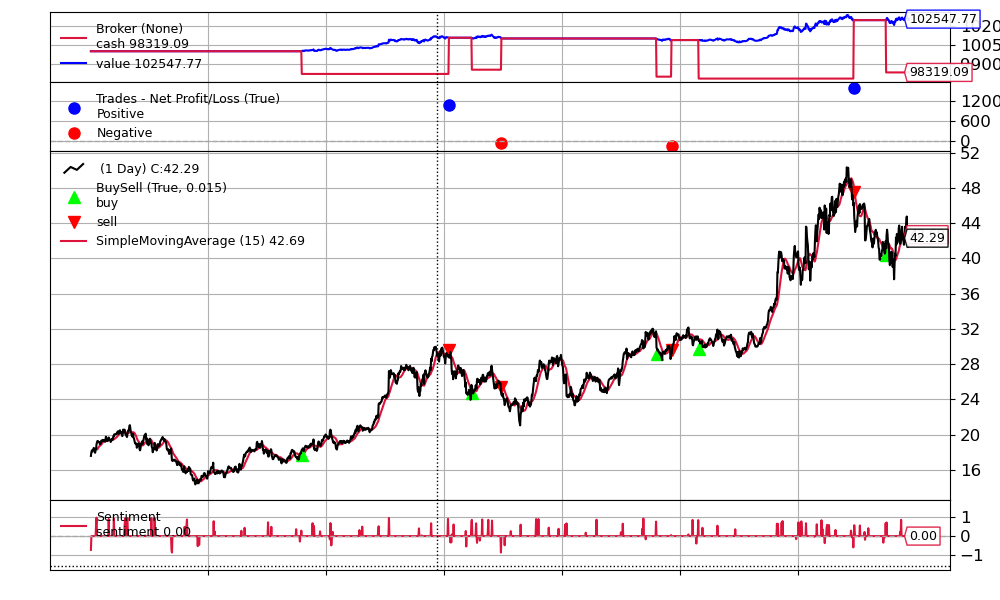 Broker (None)
cash 98319.09
value 102547.77
102547.77
1005
98319.09
Trades - Net Profit/Loss (True)
Positive
Negative
1200
600
0
(1 Day) C:42.29
BuySell (True, 0.015)
buy
sell
SimpleMovingAverage (15) 42.69
52
48
44
42.29
40
36
32
28
24
20
16
Sentiment
sentiment 0.00
1
0
0.00
−1